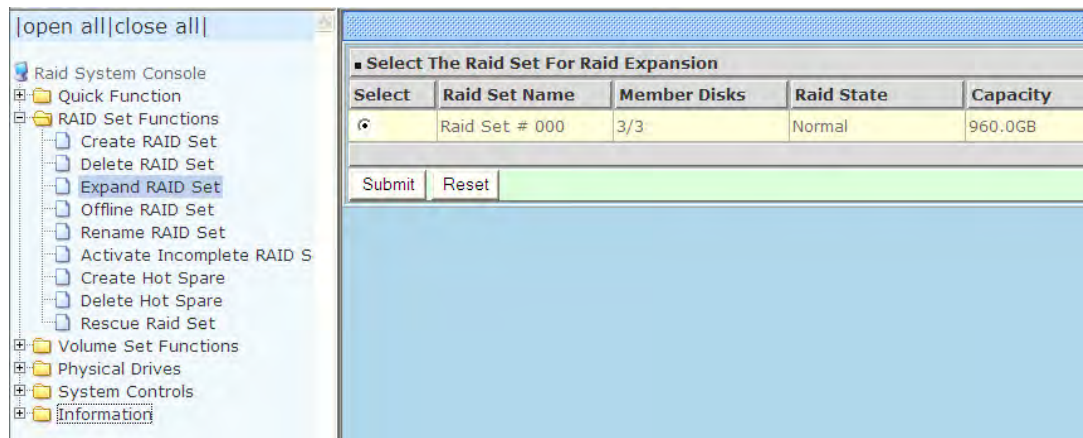 |open all|close all|
Raid System Console
Quick Function
RAID Set Functions
Create RAID Set
Delete RAID Set
Expand RAID Set
Offline RAID Set
Rename RAID Set
Activate Incomplete RAID S
Create Hot Spare
Delete Hot Spare
Rescue Raid Set
Volume Set Functions
Physical Drives
System Controls
Information
Select The Raid Set For Raid Expansion
Select Raid Set Name Member Disks Raid State Capacity
Raid Set # 000 3/3 Normal 960.0GB
Submit Reset